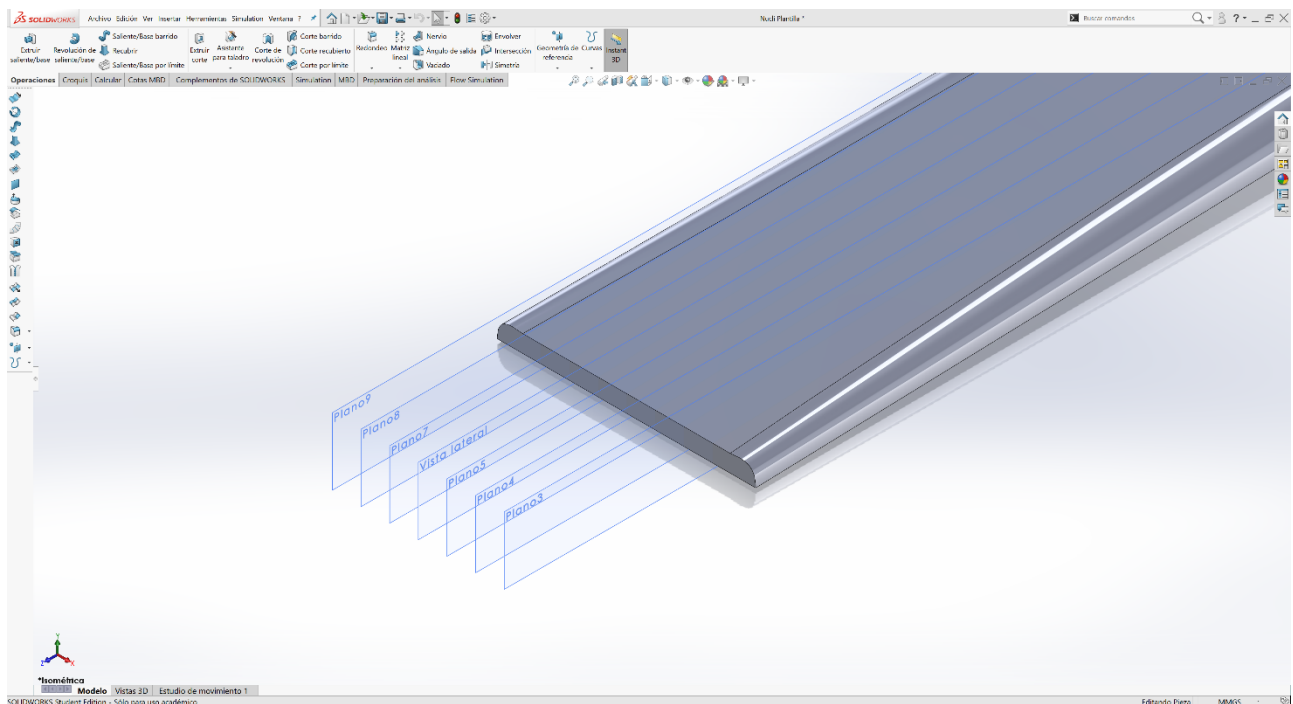 SOLIDWORKS Archivo Edición Ver Insertar Herramientas Simulation Ventana ? Nudi Plantilla * Buscar comandos
Extruir saliente/base
Revolución de saliente/base
Saliente/Base barrido
Recubrir
Saliente/Base por límite
Extruir corte
Asistente para taladro
Corte de revolución
Corte barrido
Corte recubierto
Corte por límite
Redondeo
Matriz lineal
Nervio
Ángulo de salida
Vaciado
Envolver
Intersección
Simetría
Geometría de referencia
Curvas
Instant 3D
Operaciones Croquis Calcular Cotas MBD Complementos de SOLIDWORKS Simulation MBD Preparación del análisis Flow Simulation
Plano9
Plano8
Plano7
Vista lateral
Plano5
Plano4
Plano3
Y
Z X
*Isométrica
Modelo Vistas 3D Estudio de movimiento 1
SOLIDWORKS Student Edition - Sólo para uso académico. Editando Pieza MMGS